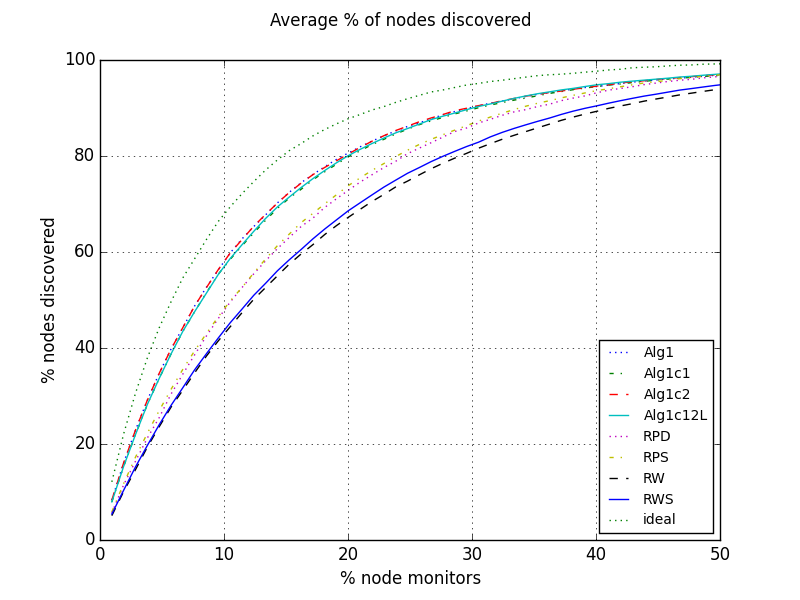 Average % of nodes discovered
% nodes discovered
100
80
60
40
20
0
0 10 20 30 40 50
% node monitors
Alg1
Alg1c1
Alg1c2
Alg1c12L
RPD
RPS
RW
RWS
ideal